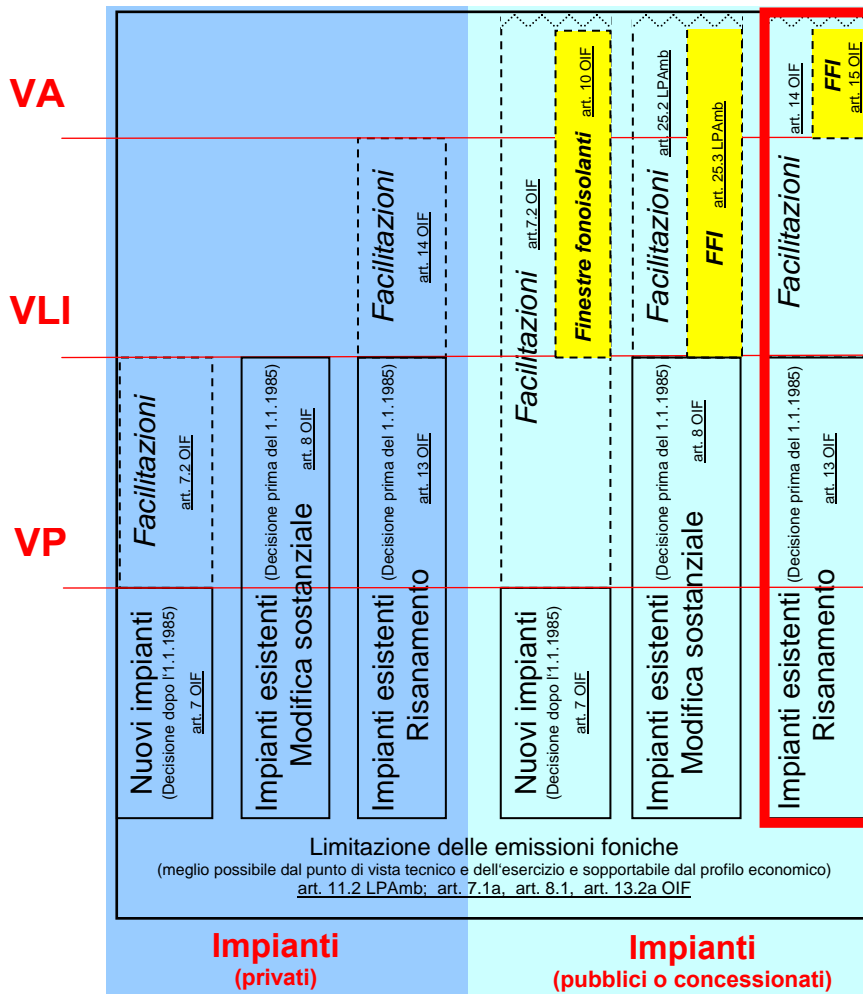 VA
VLI
VP
Facilitazioni
art. 7.2 OIF
Nuovi impianti
(Decisione dopo l'1.1.1985)
art. 7 OIF
Impianti esistenti (Decisione prima del 1.1.1985)
Modifica sostanziale art. 8 OIF
Facilitazioni
art. 14 OIF
Impianti esistenti (Decisione prima del 1.1.1985)
Risanamento art. 13 OIF
Facilitazioni art.7.2 OIF
Finestre fonoisolanti art. 10 OIF
Nuovi impianti
(Decisione dopo l'1.1.1985)
art. 7 OIF
Facilitazioni art. 25.2 LPAmb
FFI art. 25.3 LPAmb
Impianti esistenti (Decisione prima del 1.1.1985)
Modifica sostanziale art. 8 OIF
Facilitazioni art. 14 OIF
FFI
art. 15 OIF
Impianti esistenti (Decisione prima del 1.1.1985)
Risanamento art. 13 OIF
Limitazione delle emissioni foniche
(meglio possibile dal punto di vista tecnico e dell'esercizio e sopportabile dal profilo economico)
art. 11.2 LPAmb; art. 7.1a, art. 8.1, art. 13.2a OIF
Impianti
(privati)
Impianti
(pubblici o concessionati)